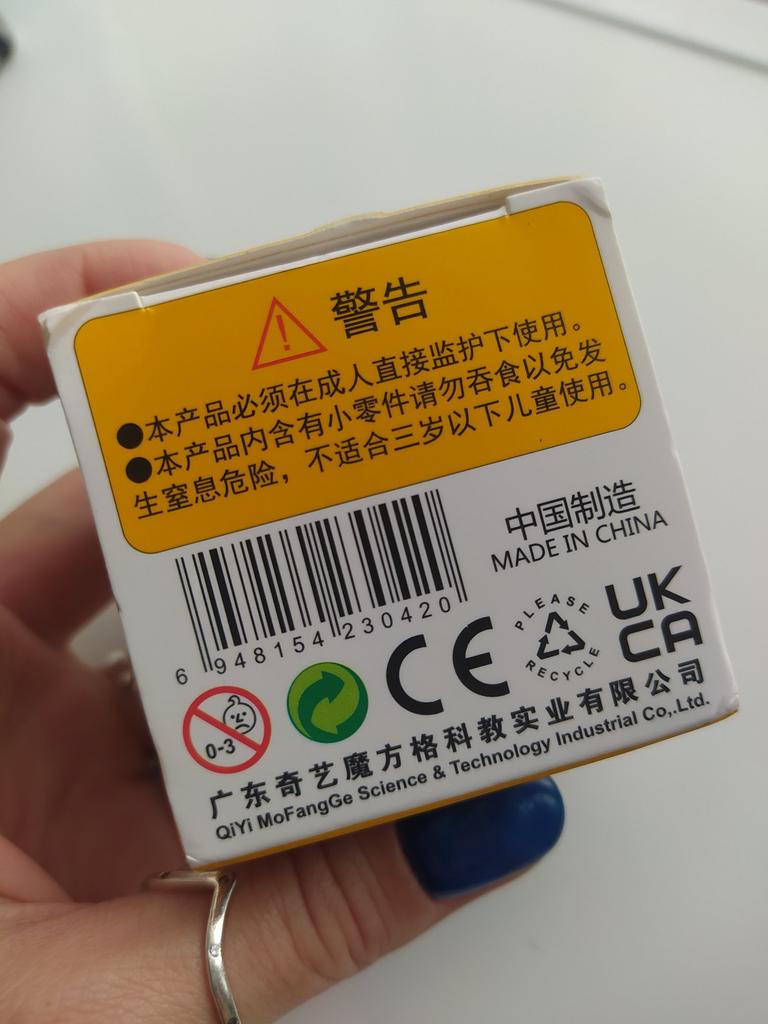 警告
●本产品必须在成人直接监护下使用。
●本产品内含有小零件请勿吞食以免发
生窒息危险，不适合三岁以下儿童使用。
中国制造
MADE IN CHINA
6 948154 230420
PLEASE
RECYCLE
CE
UK
CA
0-3
广东奇艺魔方格科教实业有限公司
QiYi MoFangGe Science & Technology Industrial Co,.Ltd.